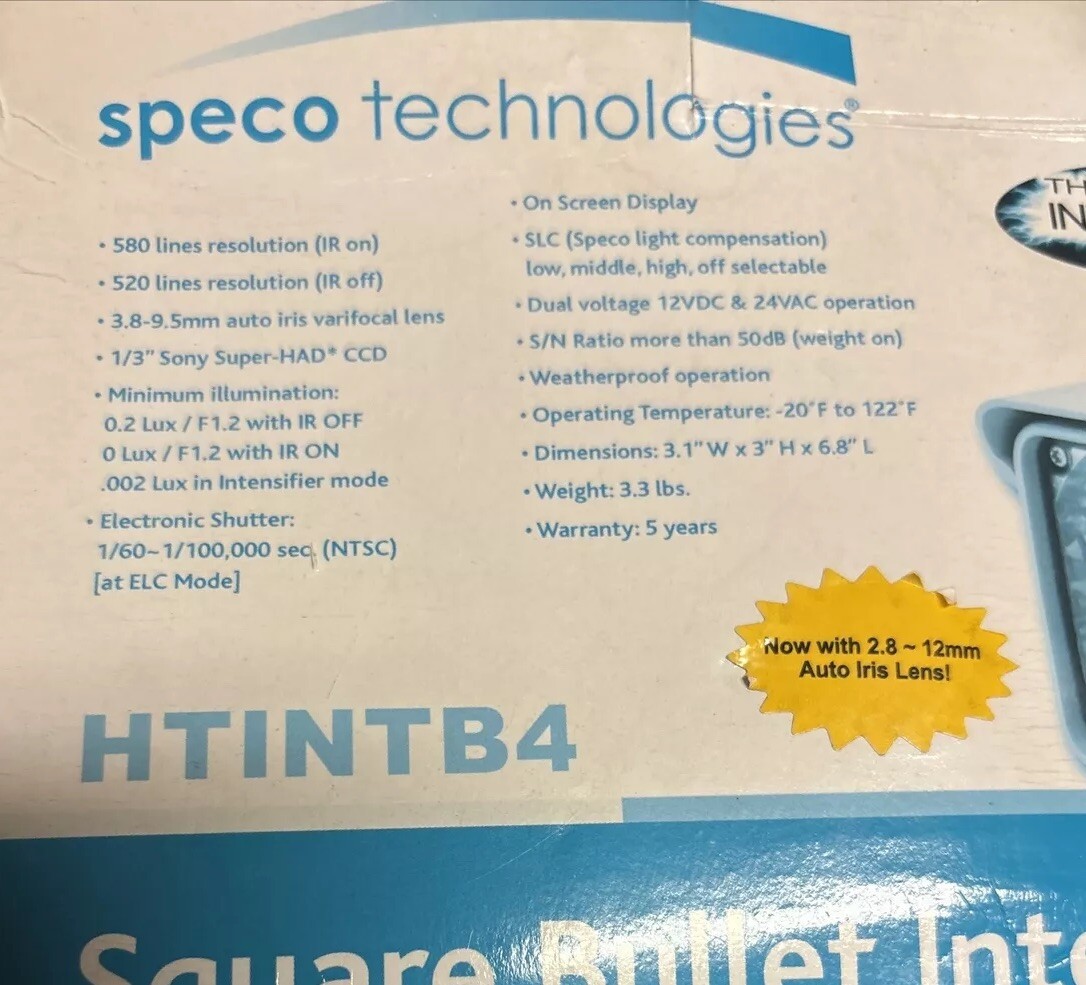 speco technologies®
• 580 lines resolution (IR on)
• 520 lines resolution (IR off)
• 3.8-9.5mm auto iris varifocal lens
• 1/3" Sony Super-HAD* CCD
• Minimum illumination:
0.2 Lux / F1.2 with IR OFF
0 Lux / F1.2 with IR ON
.002 Lux in Intensifier mode
• Electronic Shutter:
1/60~1/100,000 sec. (NTSC)
[at ELC Mode]
• On Screen Display
• SLC (Speco light compensation)
low, middle, high, off selectable
• Dual voltage 12VDC & 24VAC operation
• S/N Ratio more than 50dB (weight on)
• Weatherproof operation
• Operating Temperature: -20°F to 122°F
• Dimensions: 3.1" W x 3" H x 6.8" L
• Weight: 3.3 lbs.
• Warranty: 5 years
Now with 2.8 ~ 12mm
Auto Iris Lens!
HTINTB4
Square Bullet